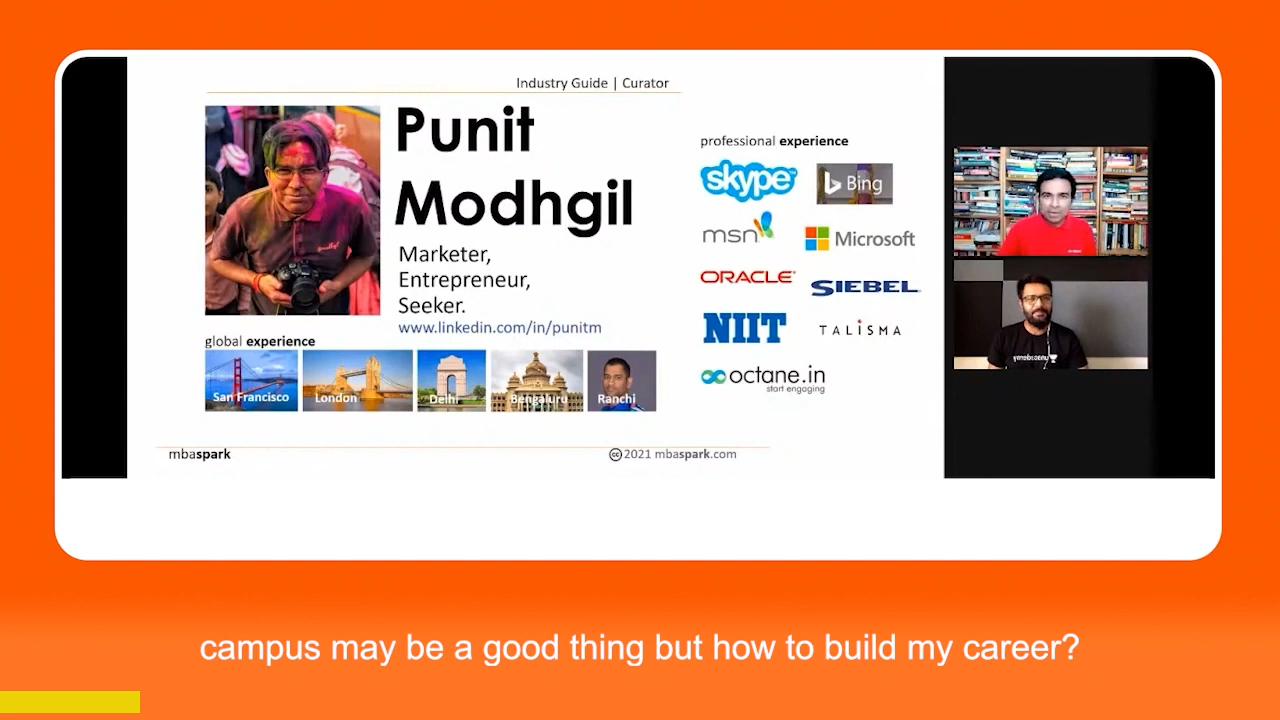 Industry Guide | Curator
Punit
Modhgil
Marketer,
Entrepreneur,
Seeker.
www.linkedin.com/in/punitm
global experience
San Francisco
London
Delhi
Bengaluru
Ranchi
professional experience
skype
Bing
msn
Microsoft
ORACLE
SIEBEL
NIIT
TALISMA
octane.in
start engaging
mbaspark
cc 2021 mbaspark.com
campus may be a good thing but how to build my career?